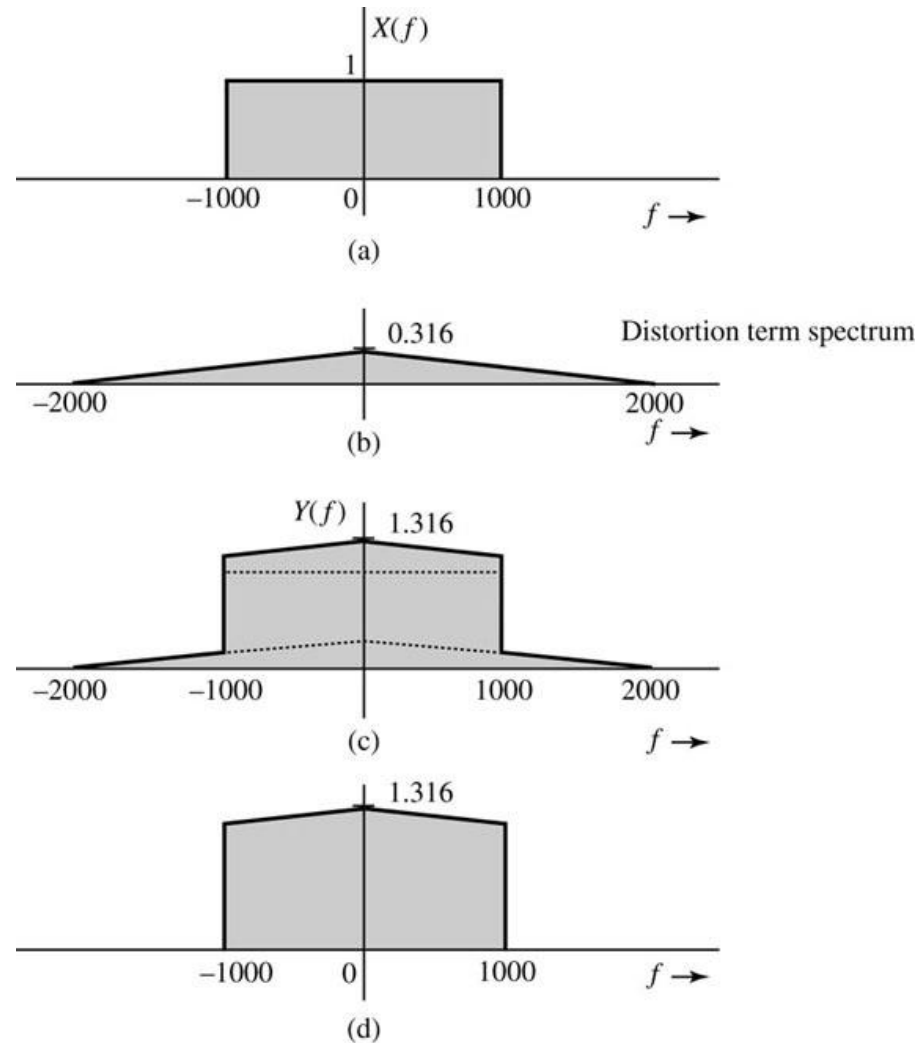 X(f)
1
−1000 0 1000
f →
(a)
0.316
Distortion term spectrum
−2000 2000
f →
(b)
Y(f) 1.316
−2000 −1000 1000 2000
f →
(c)
1.316
−1000 0 1000
f →
(d)